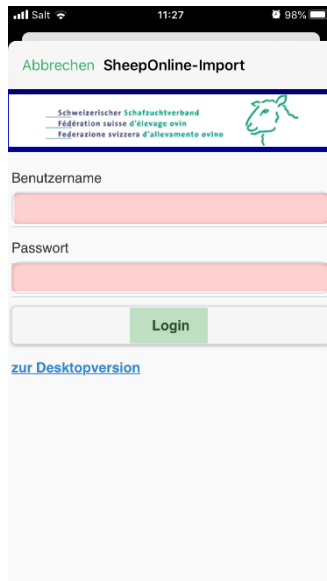 Salt 11:27 98%
Abbrechen SheepOnline-Import
Schweizerischer Schafzuchtverband
Fédération suisse d'élevage ovin
Federazione svizzera d'allevamento ovino
Benutzername
Passwort
Login
zur Desktopversion